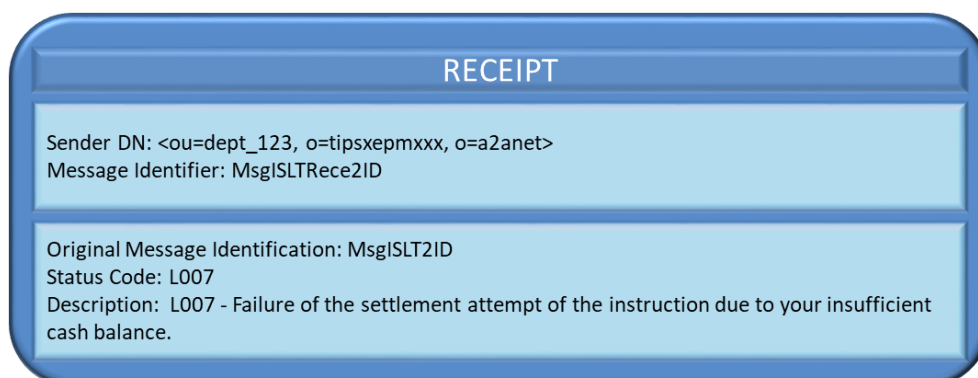 RECEIPT
Sender DN: <ou=dept_123, o=tipsxepmxxx, o=a2anet>
Message Identifier: MsgISLTRece2ID
Original Message Identification: MsgISLT2ID
Status Code: L007
Description:  L007 - Failure of the settlement attempt of the instruction due to your insufficient
cash balance.